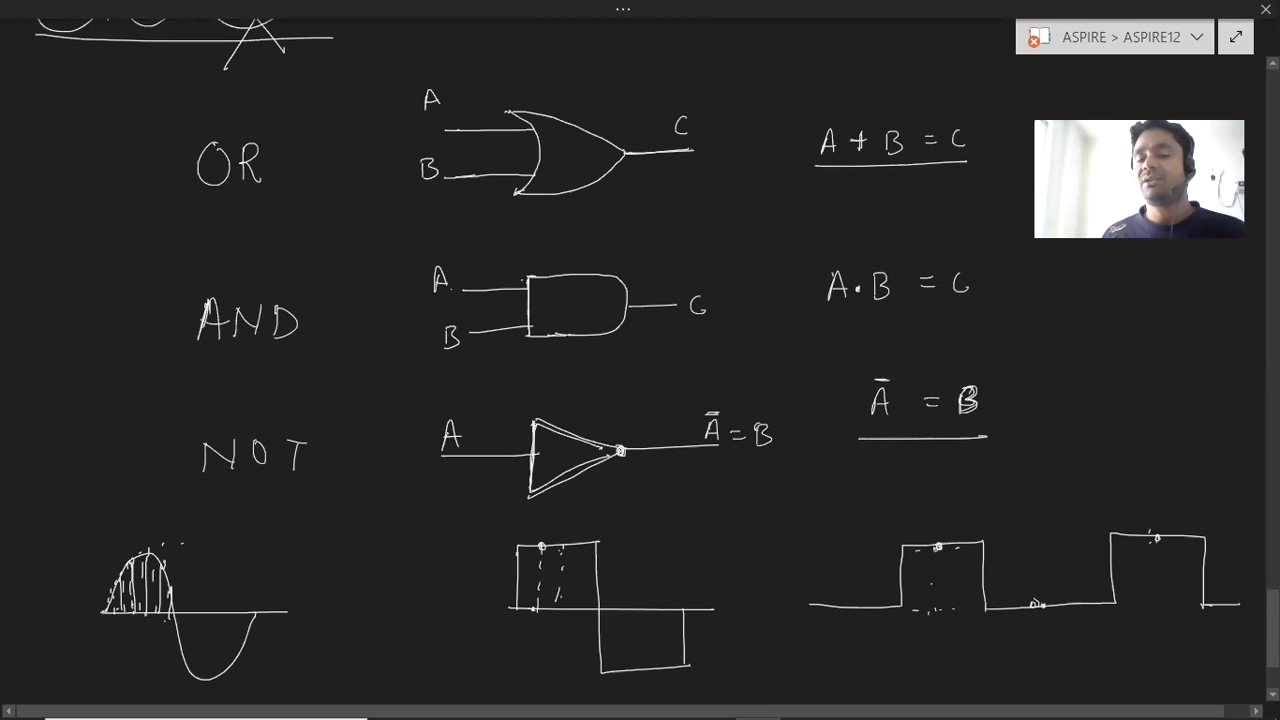 ASPIRE > ASPIRE12
A
OR
B
C
A + B = C
A
AND
B
C
A . B = C
A
NOT
Ā = B
Ā = B